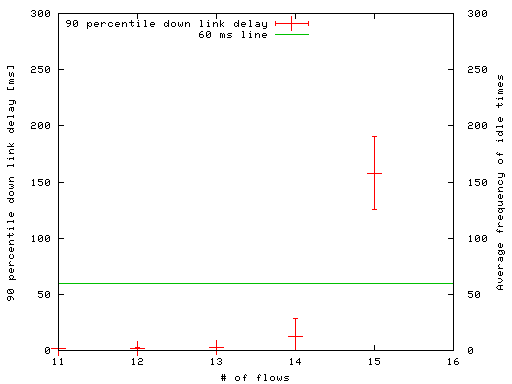 90 percentile down link delay
60 ms line
300
250
200
150
100
50
0
300
250
200
150
100
50
0
11 12 13 14 15 16
# of flows
90 percentile down link delay [ms]
Average frequency of idle times